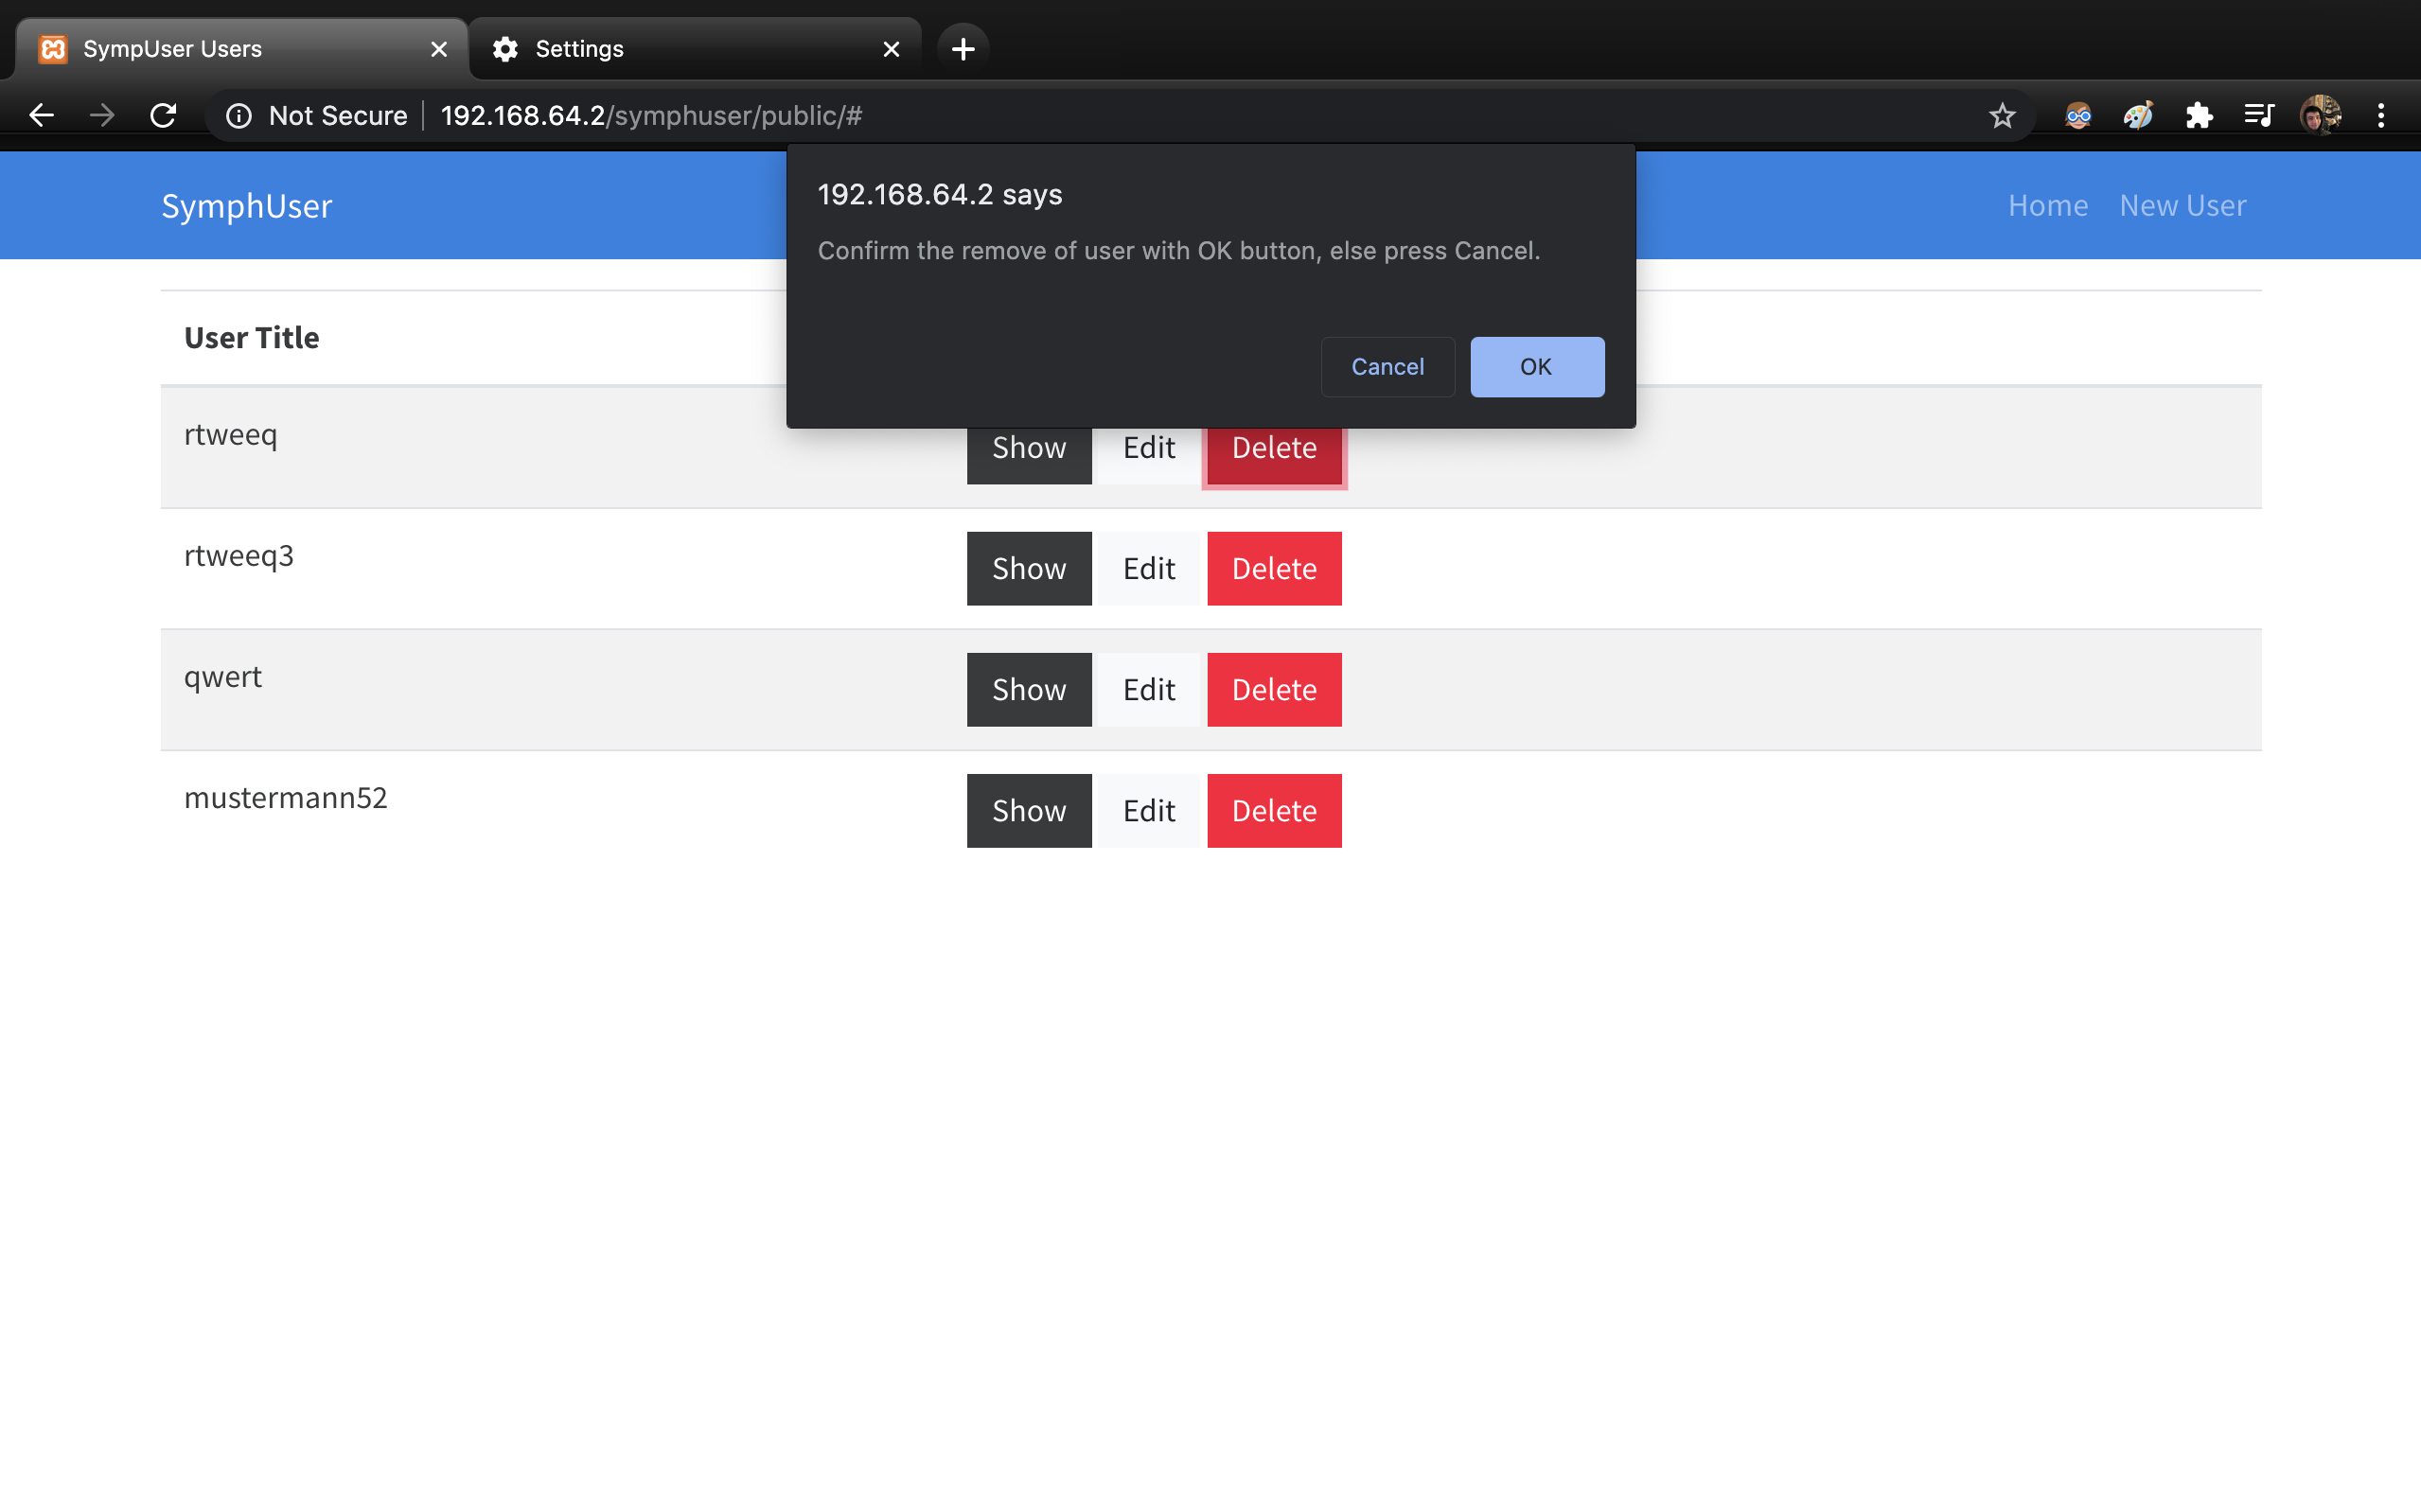 SympUser Users
Settings
Not Secure 192.168.64.2/symphuser/public/#
192.168.64.2 says
Confirm the remove of user with OK button, else press Cancel.
Cancel OK
SymphUser Home New User
User Title
rtweeq Show Edit Delete
rtweeq3 Show Edit Delete
qwert Show Edit Delete
mustermann52 Show Edit Delete